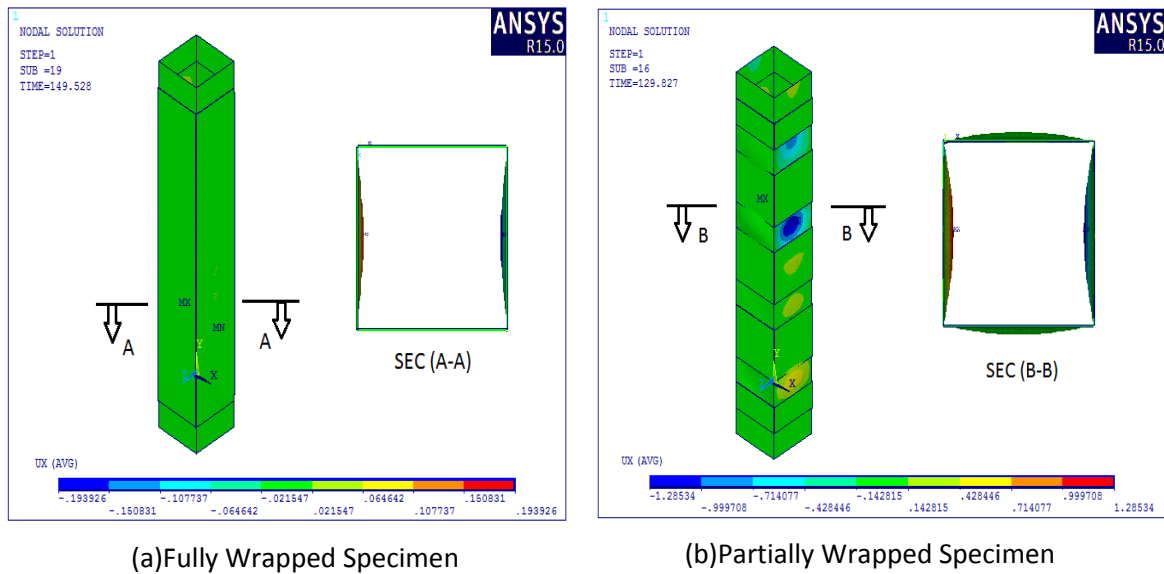 1
NODAL SOLUTION
STEP=1
SUB =19
TIME=149.528
ANSYS
R15.0
MX
MN
A
A
Y
X
SEC (A-A)
UX (AVG)
-.193926
-.150831
-.107737
-.064642
-.021547
.021547
.064642
.107737
.150831
.193926
(a)Fully Wrapped Specimen
1
NODAL SOLUTION
STEP=1
SUB =16
TIME=129.827
ANSYS
R15.0
MX
B
B
X
X
SEC (B-B)
UX (AVG)
-1.28534
-.999708
-.714077
-.428446
-.142815
.142815
.428446
.714077
.999708
1.28534
(b)Partially Wrapped Specimen